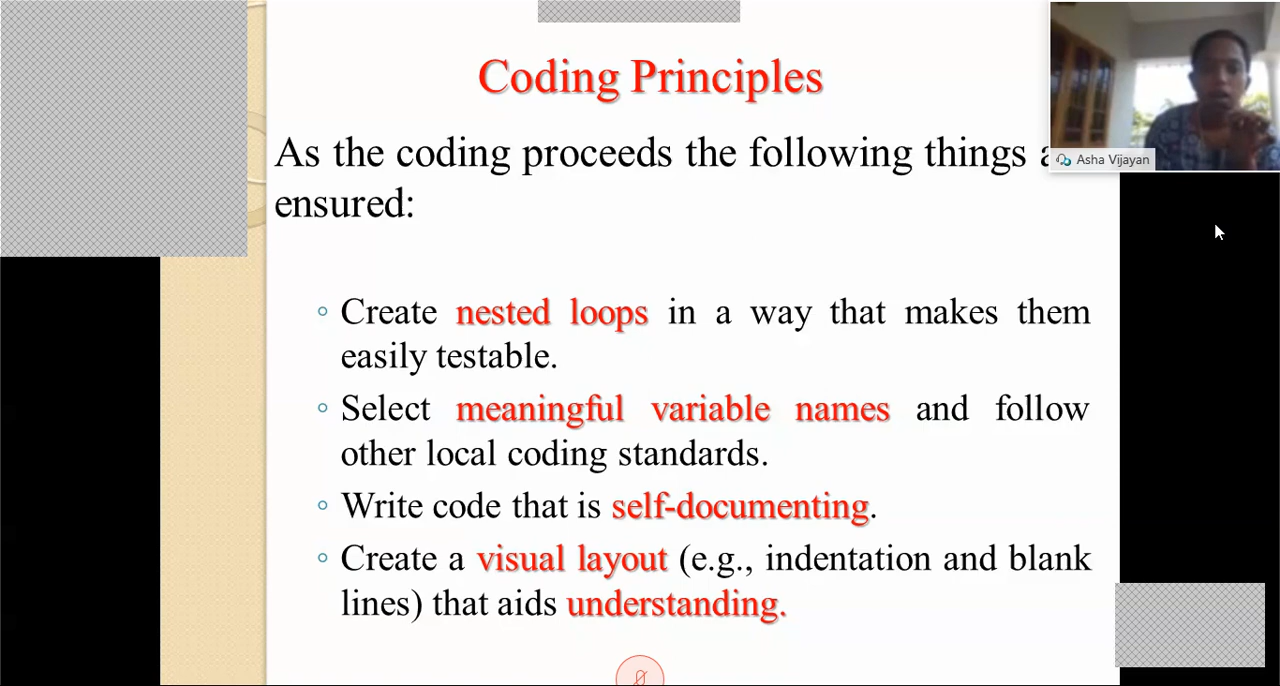 Coding Principles
As the coding proceeds the following things
ensured:
Create nested loops in a way that makes them
easily testable.
Select meaningful variable names and follow
other local coding standards.
Write code that is self-documenting.
Create a visual layout (e.g., indentation and blank
lines) that aids understanding.
Asha Vijayan